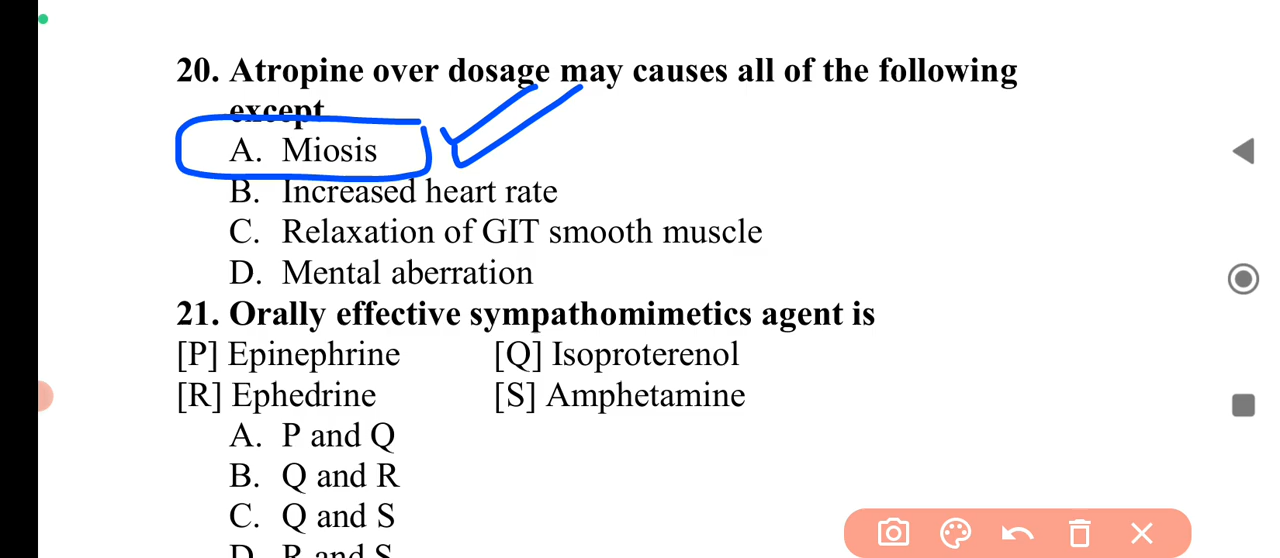 20. Atropine over dosage may causes all of the following
except
A. Miosis
B. Increased heart rate
C. Relaxation of GIT smooth muscle
D. Mental aberration
21. Orally effective sympathomimetics agent is
[P] Epinephrine [Q] Isoproterenol
[R] Ephedrine [S] Amphetamine
A. P and Q
B. Q and R
C. Q and S
D. R and S